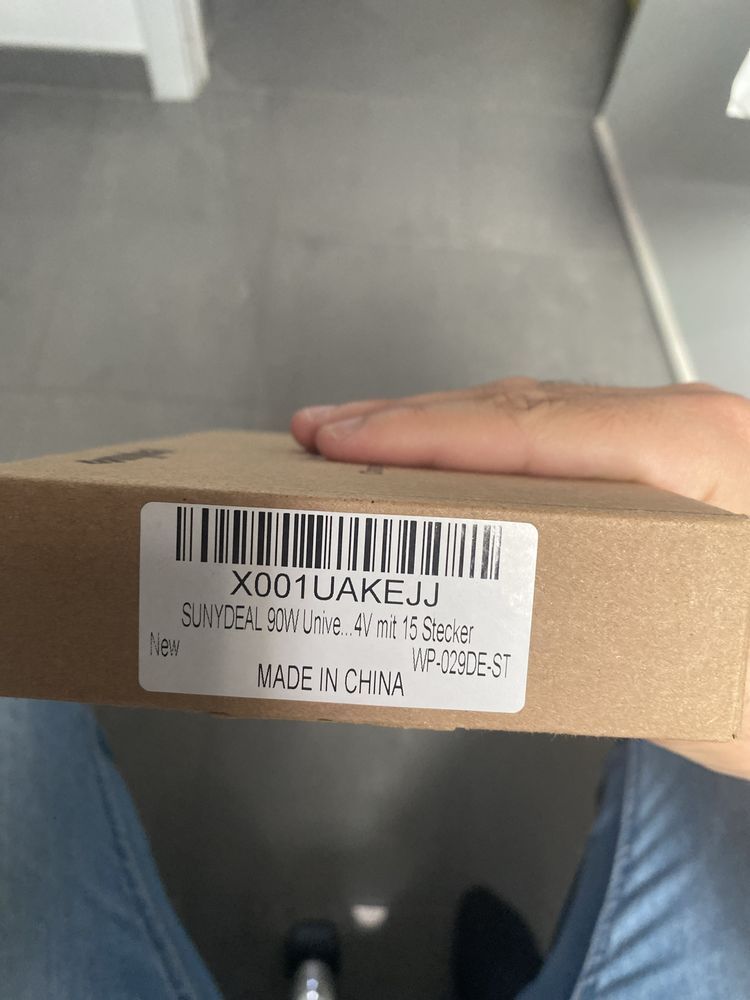 X001UAKEJJ
SUNYDEAL 90W Unive...4V mit 15 Stecker
New
WP-029DE-ST
MADE IN CHINA